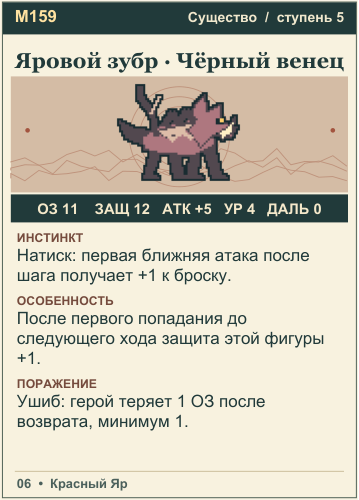 М159
Существо / ступень 5
Яровой зубр · Чёрный венец
ОЗ 11 ЗАЩ 12 АТК +5 УР 4 ДАЛЬ 0
ИНСТИНКТ
Натиск: первая ближняя атака после
шага получает +1 к броску.
ОСОБЕННОСТЬ
После первого попадания до
следующего хода защита этой фигуры
+1.
ПОРАЖЕНИЕ
Ушиб: герой теряет 1 ОЗ после
возврата, минимум 1.
06 • Красный Яр